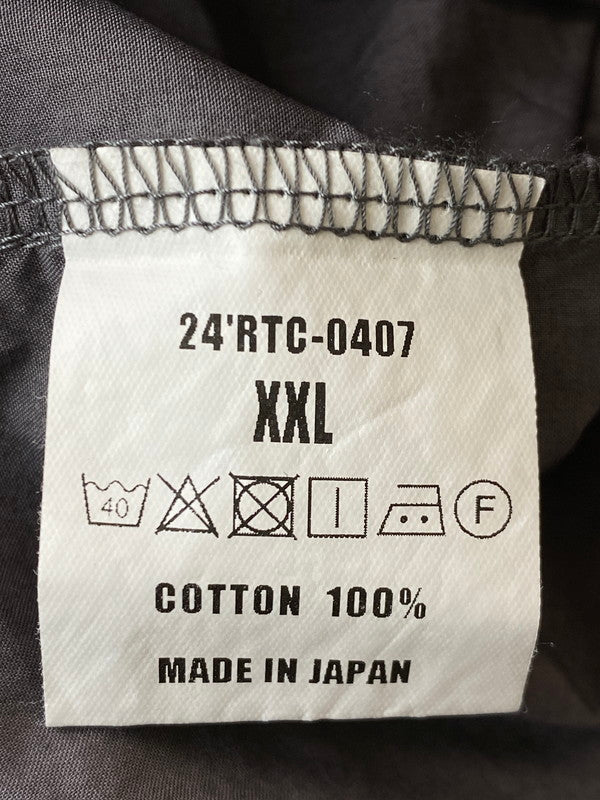 24'RTC-0407
XXL
40 F
COTTON 100%
MADE IN JAPAN